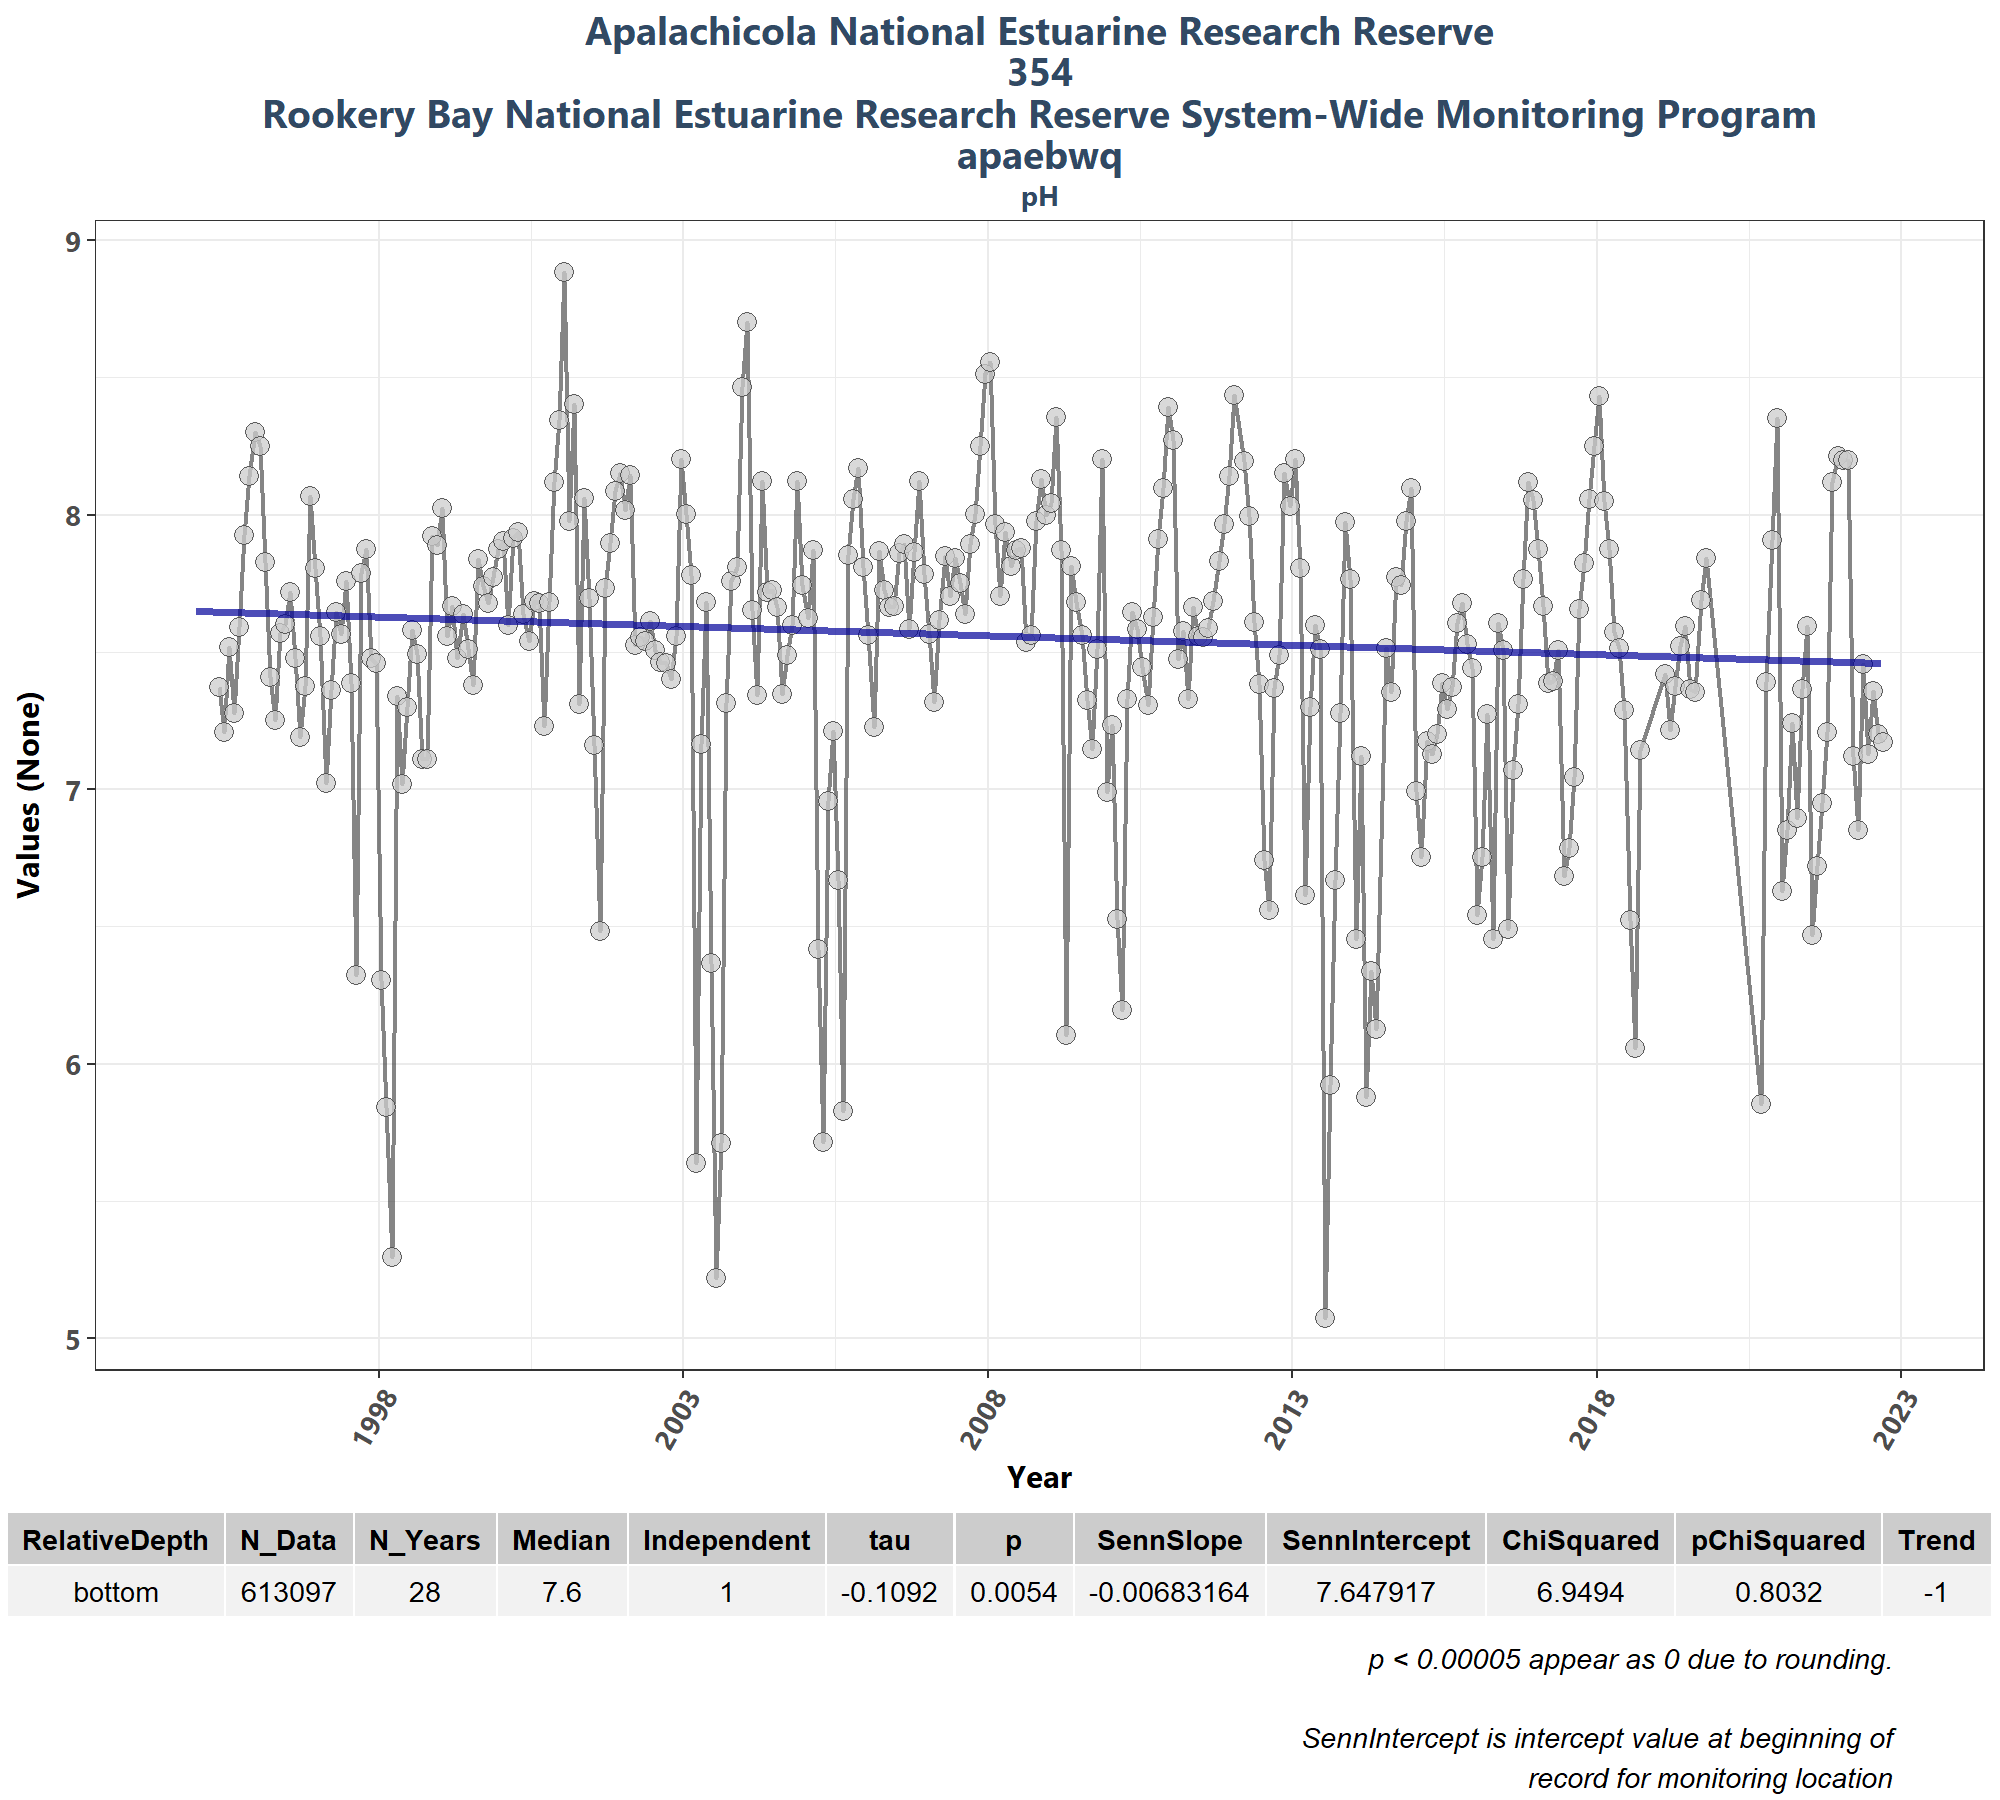 Apalachicola National Estuarine Research Reserve
354
Rookery Bay National Estuarine Research Reserve System-Wide Monitoring Program
apaebwq
pH
9
8
7
6
5
Values (None)
1998 2003 2008 2013 2018 2023
Year
RelativeDepth N_Data N_Years Median Independent tau p SennSlope SennIntercept ChiSquared pChiSquared Trend
bottom 613097 28 7.6 1 -0.1092 0.0054 -0.00683164 7.647917 6.9494 0.8032 -1
p < 0.00005 appear as 0 due to rounding.
SennIntercept is intercept value at beginning of
record for monitoring location